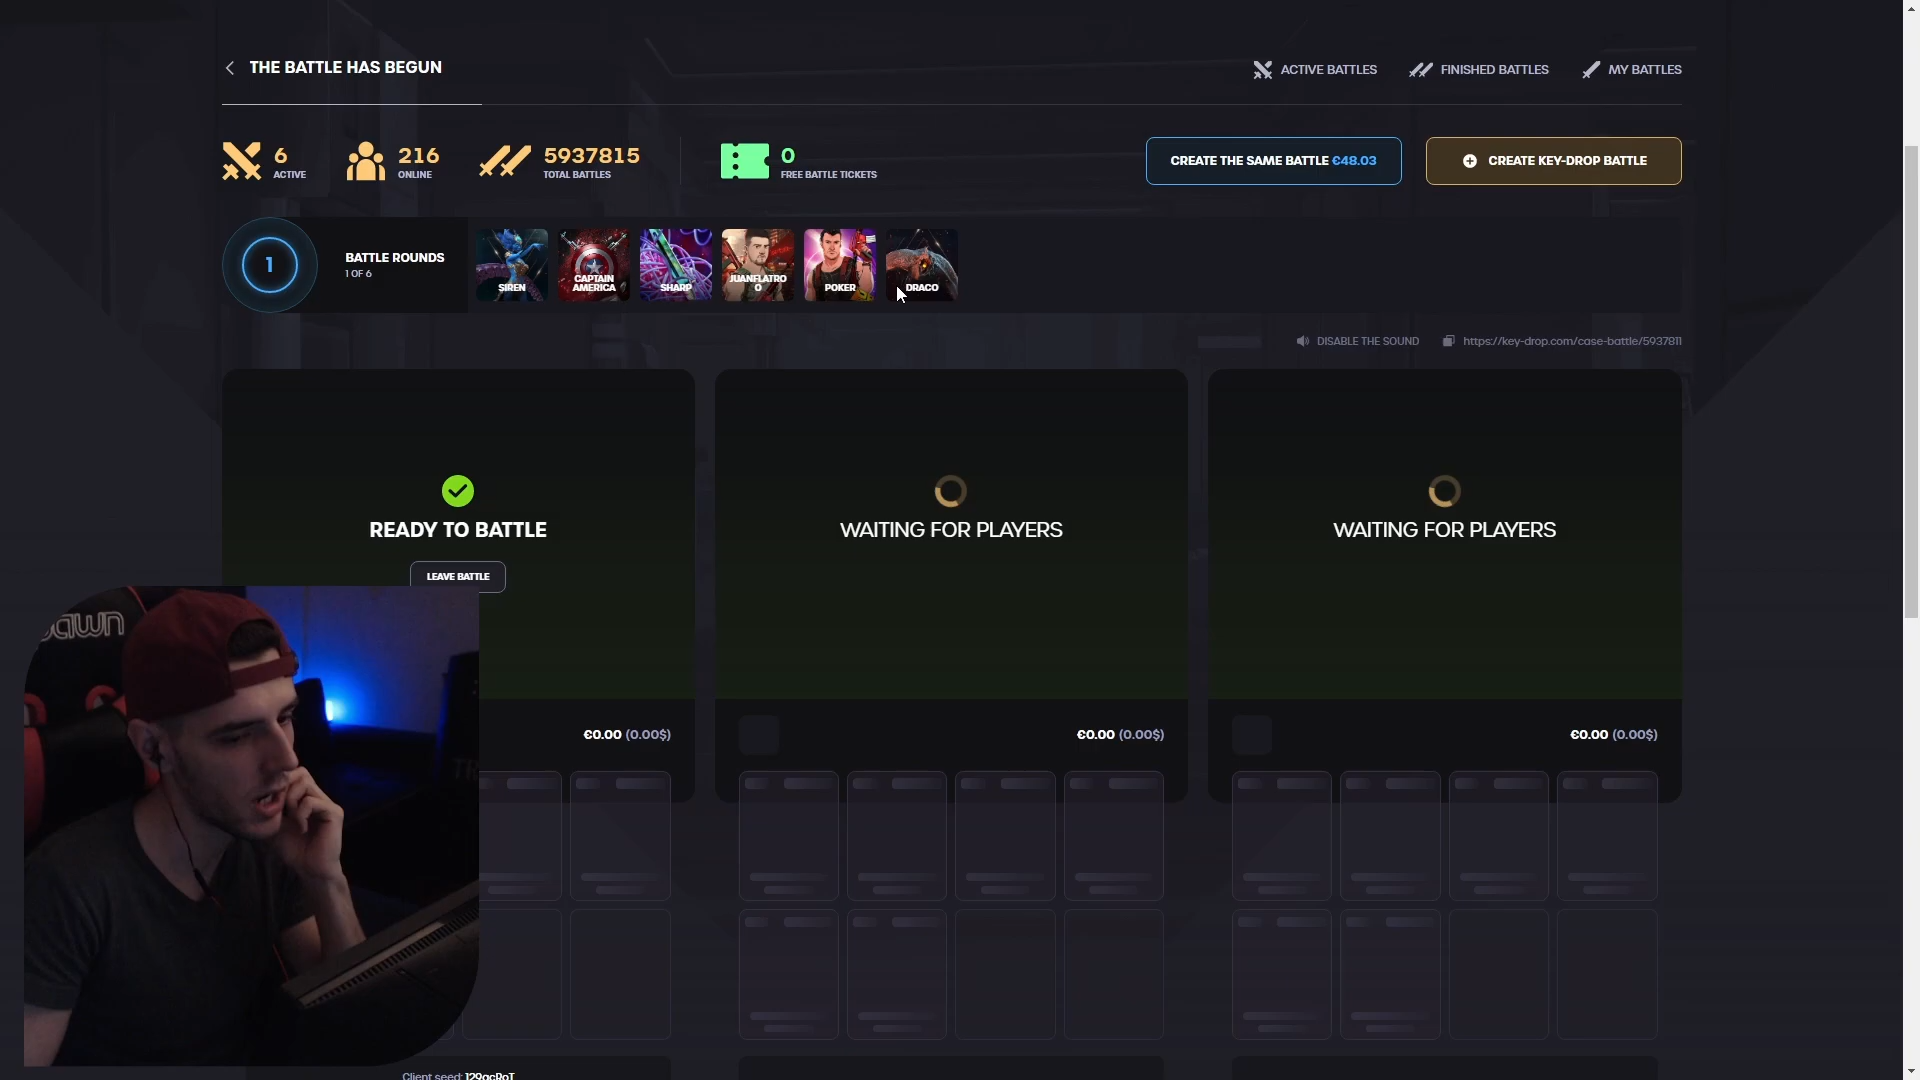 THE BATTLE HAS BEGUN
ACTIVE BATTLES
FINISHED BATTLES
MY BATTLES
6
ACTIVE
216
ONLINE
5937815
TOTAL BATTLES
0
FREE BATTLE TICKETS
CREATE THE SAME BATTLE €48.03
CREATE KEY-DROP BATTLE
1
BATTLE ROUNDS
1 OF 6
SIREN
CAPTAIN
AMERICA
SHARP
JUANFLATRO
O
POKER
DRACO
DISABLE THE SOUND
https://key-drop.com/case-battle/5937811
READY TO BATTLE
LEAVE BATTLE
WAITING FOR PLAYERS
WAITING FOR PLAYERS
€0.00 (0.00$)
€0.00 (0.00$)
€0.00 (0.00$)
Client seed: 129gcRoT